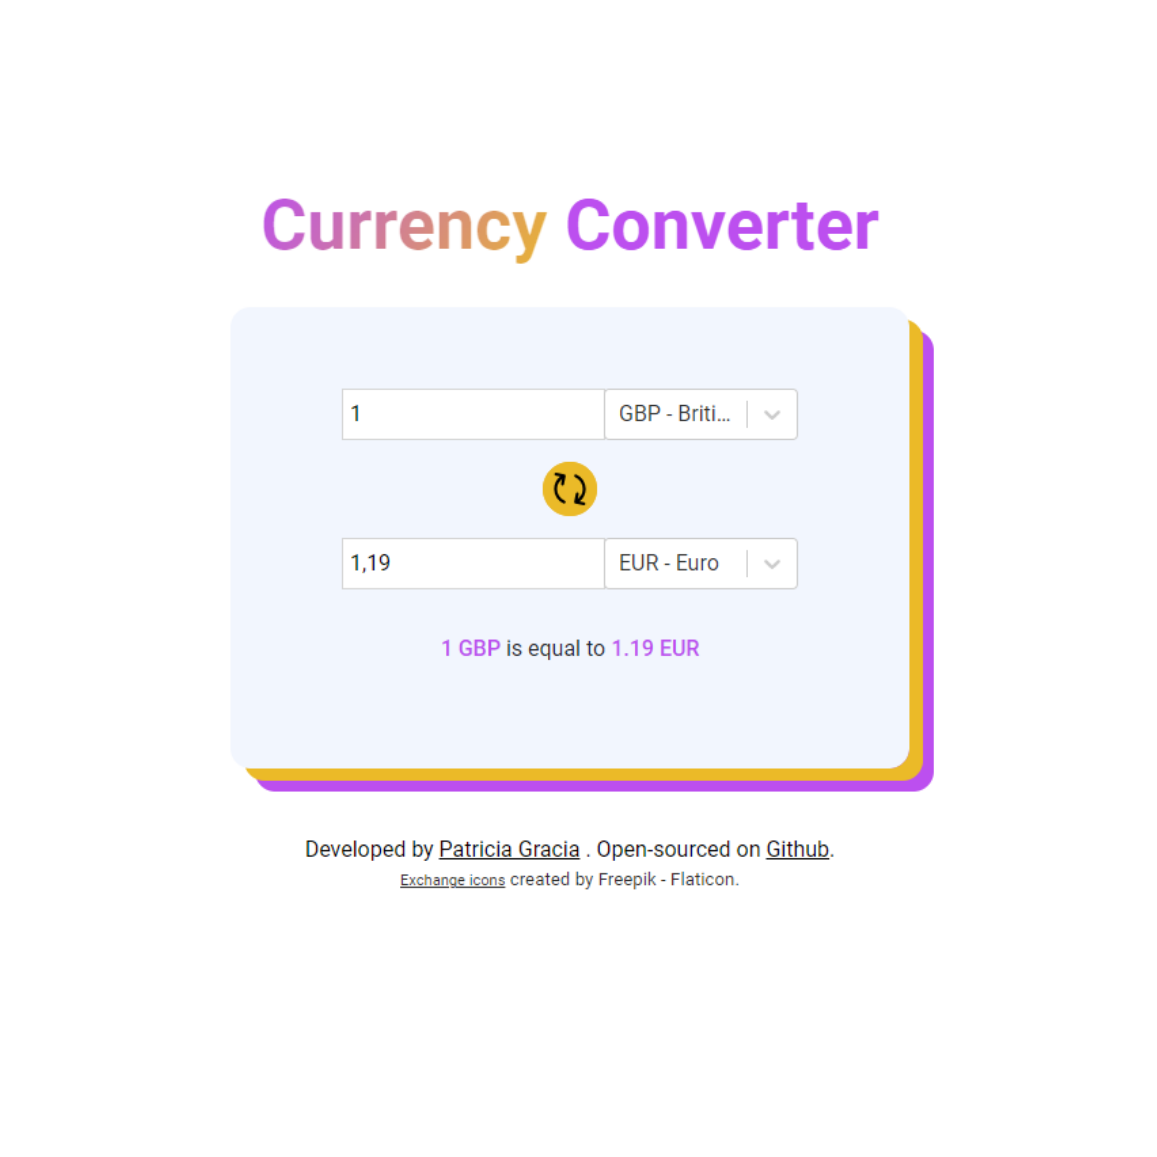 Currency Converter
1
GBP - Briti...
1,19
EUR - Euro
1 GBP is equal to 1.19 EUR
Developed by Patricia Gracia . Open-sourced on Github.
Exchange icons created by Freepik - Flaticon.